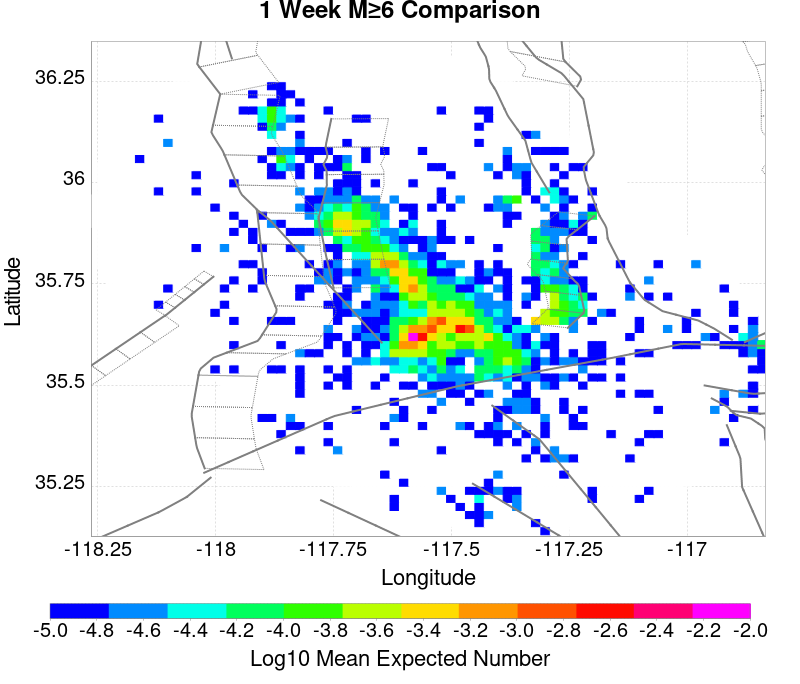 1 Week M≥6 Comparison
36.25
36
35.75
35.5
35.25
Latitude
-118.25 -118 -117.75 -117.5 -117.25 -117
Longitude
-5.0 -4.8 -4.6 -4.4 -4.2 -4.0 -3.8 -3.6 -3.4 -3.2 -3.0 -2.8 -2.6 -2.4 -2.2 -2.0
Log10 Mean Expected Number